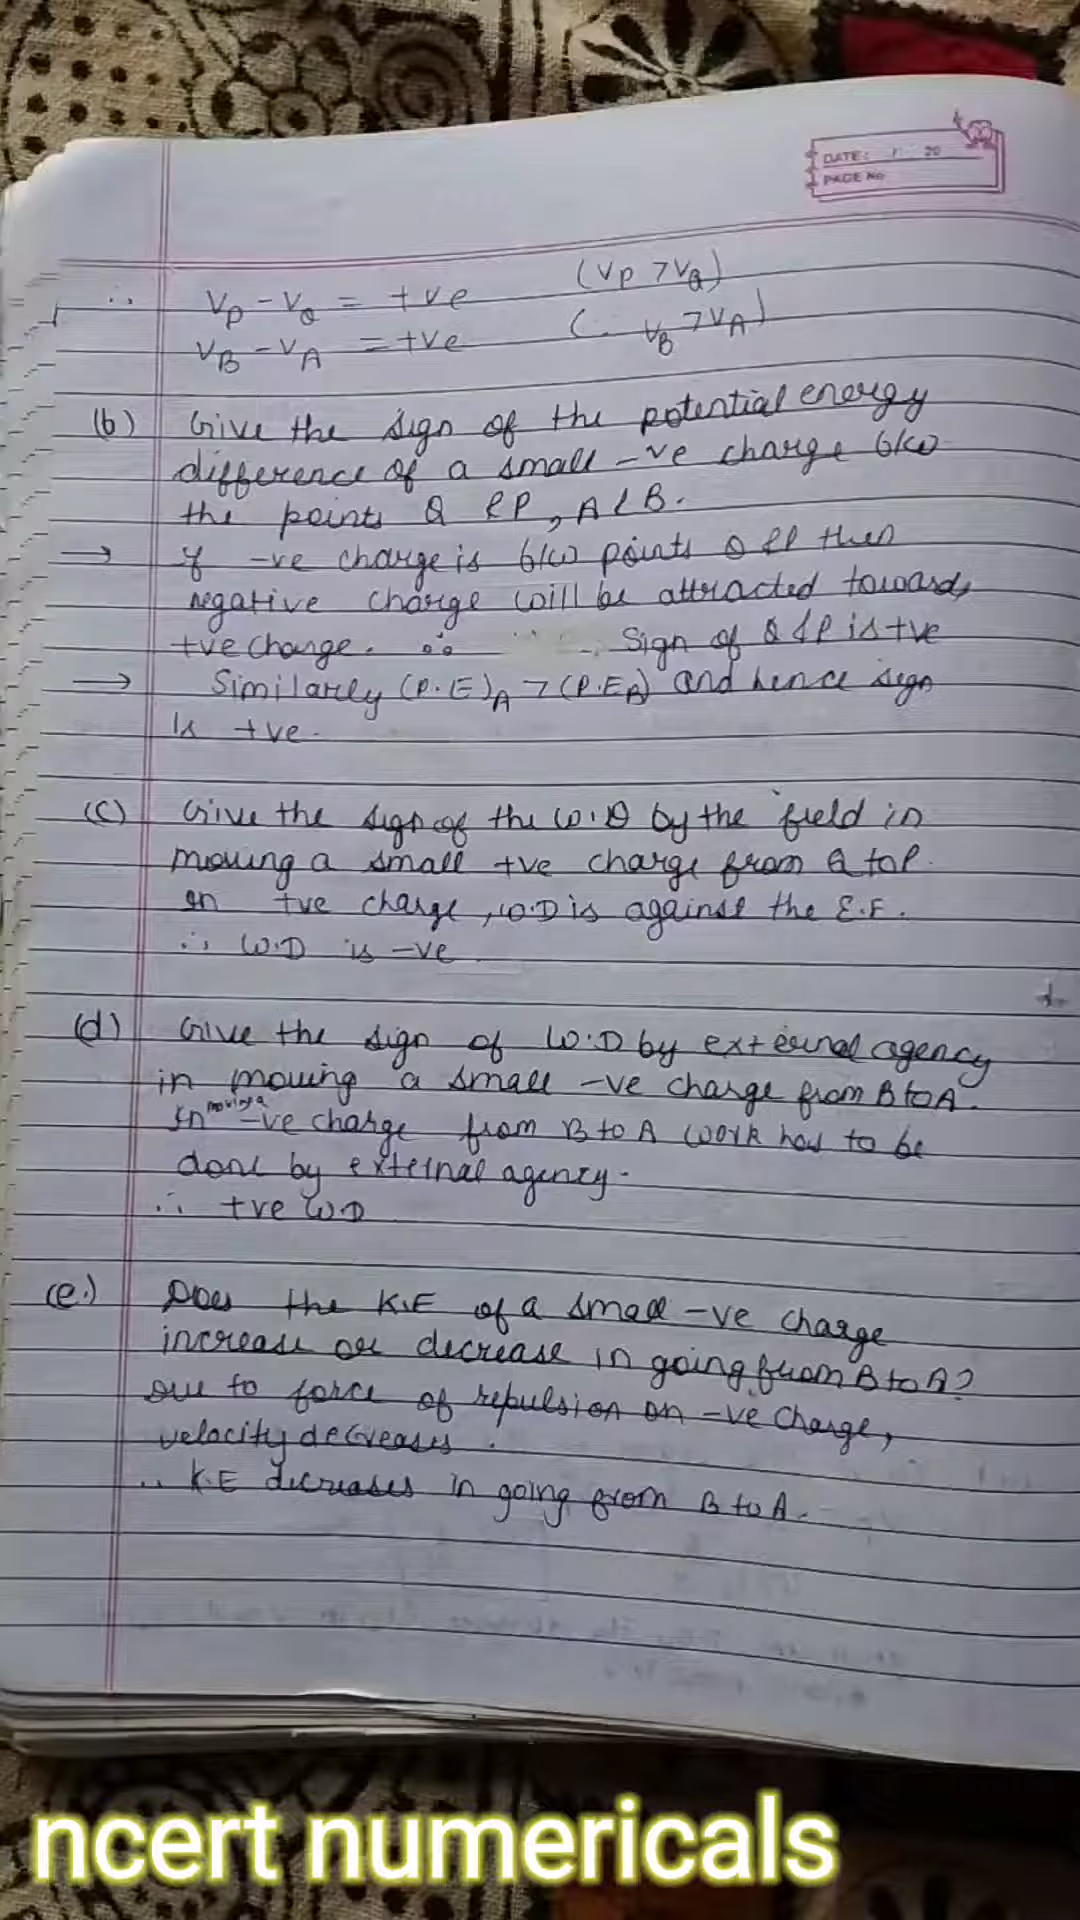 DATE: / 20
PAGE No
∴ Vp - VQ = +ve (Vp > VQ)
VB - VA = +ve (VB > VA)
(b) Give the sign of the potential energy
difference of a small -ve charge b/w
the points Q & P, A & B.
→ If -ve charge is b/w points Q & P then
negative charge will be attracted towards
+ve charge. ∴ Sign of Q & P is +ve
→ Similarly (P.E)A > (P.EB) and hence sign
is +ve.
(c) Give the sign of the W.D by the field in
moving a small +ve charge from Q to P.
In +ve charge, W.D is against the E.F.
∴ W.D is -ve
(d) Give the sign of W.D by external agency
in moving a small -ve charge from B to A.
In moving a -ve charge from B to A work has to be
done by external agency.
∴ +ve W.D
(e.) Does the K.E of a small -ve charge
increase or decrease in going from B to A?
Due to force of repulsion on -ve charge,
velocity decreases.
∴ K.E decreases in going from B to A.
ncert numericals